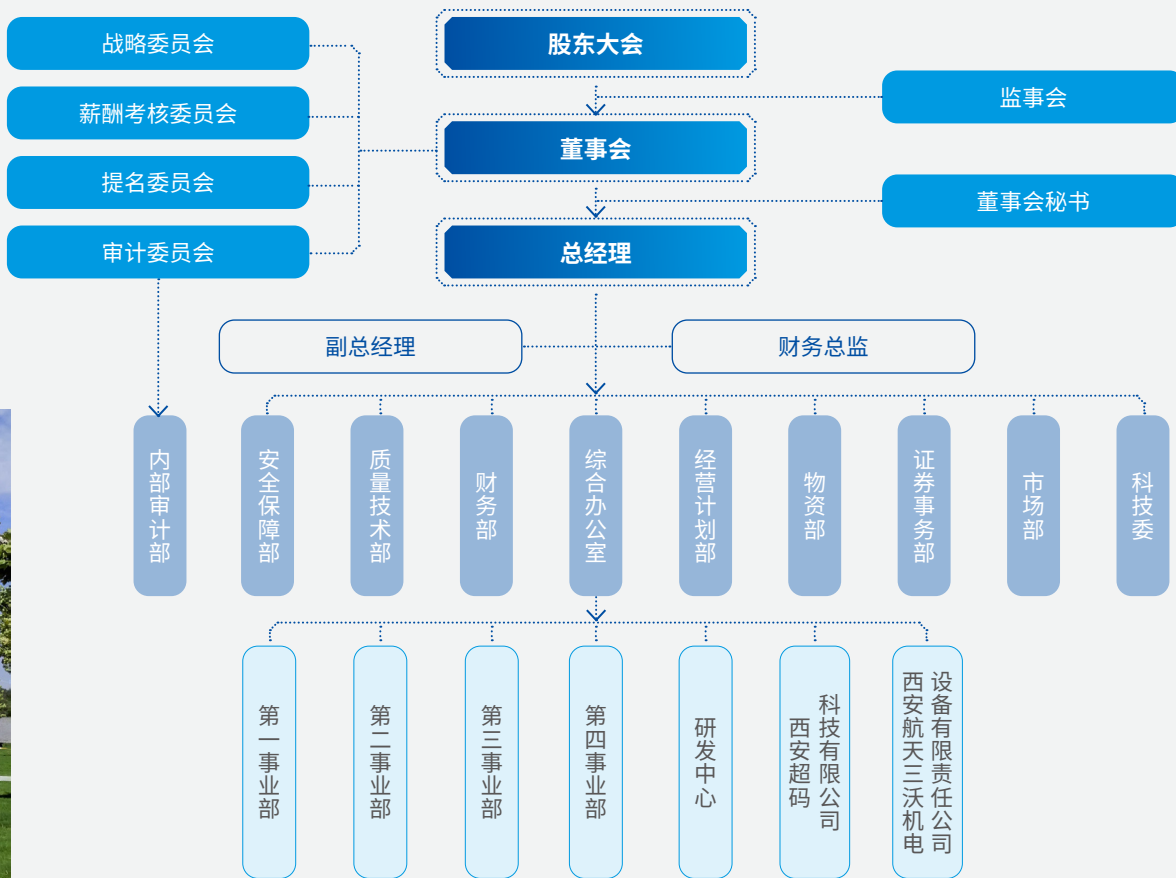 战略委员会
薪酬考核委员会
提名委员会
审计委员会
股东大会
董事会
总经理
监事会
董事会秘书
副总经理
财务总监
内部审计部
安全保障部
质量技术部
财务部
综合办公室
经营计划部
物资部
证券事务部
市场部
科技委
第一事业部
第二事业部
第三事业部
第四事业部
研发中心
西安超码
科技有限公司
西安航天三沃机电
设备有限责任公司